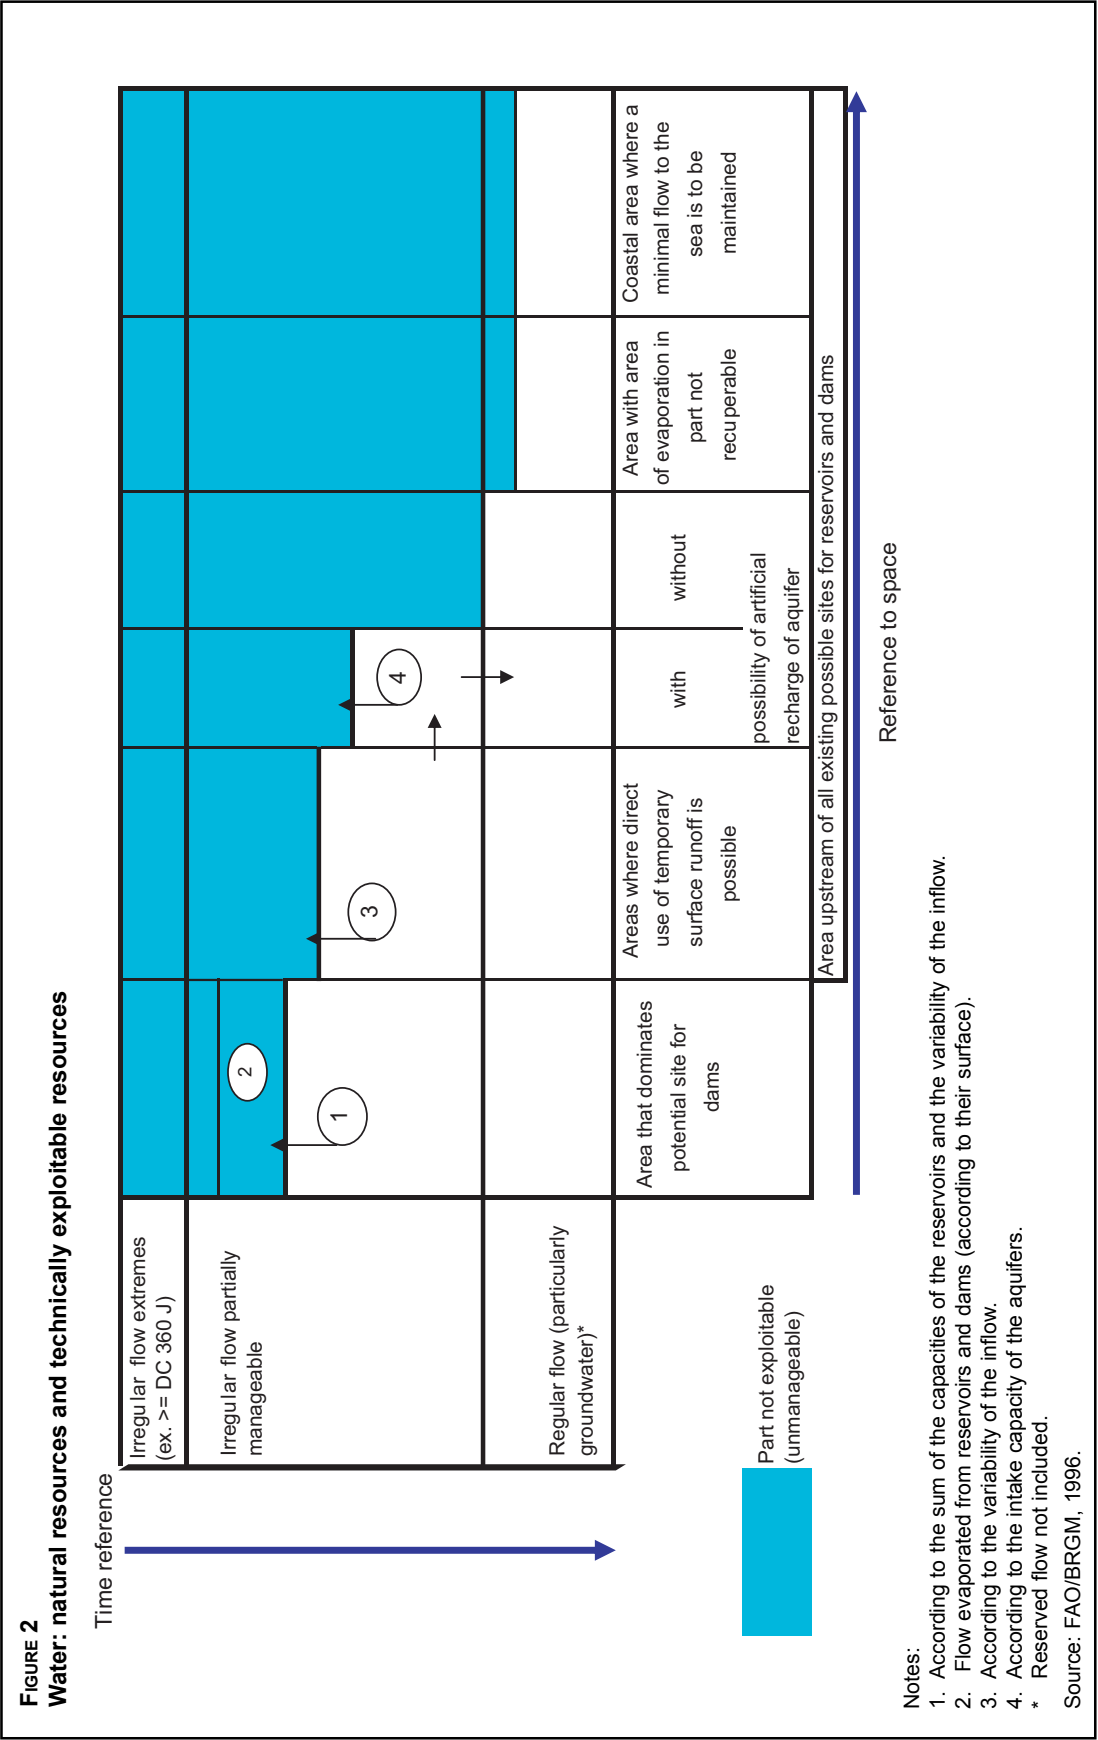 FIGURE 2
Water: natural resources and technically exploitable resources
Time reference
Irregular flow extremes
(ex. >= DC 360 J)
Irregular flow partially
manageable
Regular flow (particularly
groundwater)*
2
1
3
4
Area that dominates
potential site for
dams
Areas where direct
use of temporary
surface runoff is
possible
with
without
possibility of artificial
recharge of aquifer
Area with area
of evaporation in
part not
recuperable
Coastal area where a
minimal flow to the
sea is to be
maintained
Area upstream of all existing possible sites for reservoirs and dams
Reference to space
Part not exploitable
(unmanageable)
Notes:
1. According to the sum of the capacities of the reservoirs and the variability of the inflow.
2. Flow evaporated from reservoirs and dams (according to their surface).
3. According to the variability of the inflow.
4. According to the intake capacity of the aquifers.
* Reserved flow not included.
Source: FAO/BRGM, 1996.